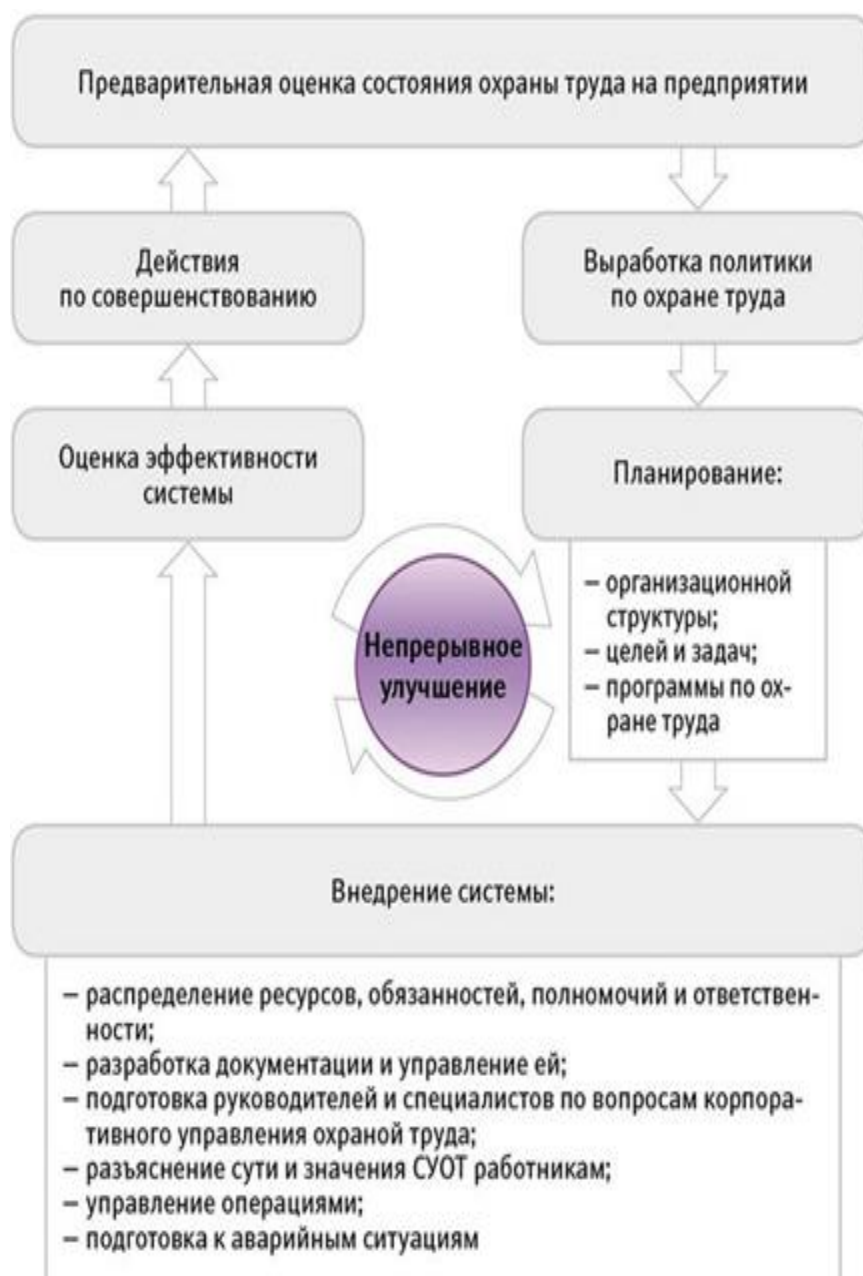 Предварительная оценка состояния охраны труда на предприятии
Действия
по совершенствованию
Выработка политики
по охране труда
Оценка эффективности
системы
Планирование:
– организационной
структуры;
– целей и задач;
– программы по ох-
ране труда
Непрерывное
улучшение
Внедрение системы:
– распределение ресурсов, обязанностей, полномочий и ответствен-
ности;
– разработка документации и управление ей;
– подготовка руководителей и специалистов по вопросам корпора-
тивного управления охраной труда;
– разъяснение сути и значения СУОТ работникам;
– управление операциями;
– подготовка к аварийным ситуациям